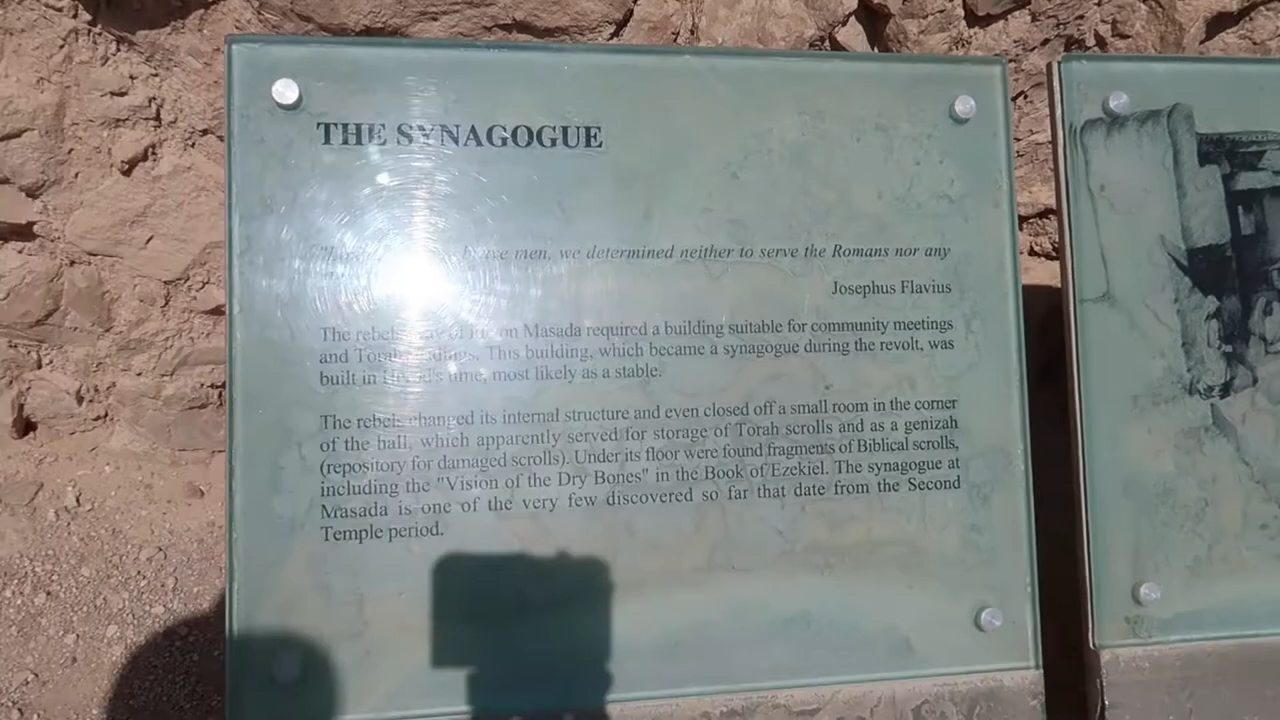 THE SYNAGOGUE
brave men, we determined neither to serve the Romans nor any
Josephus Flavius
The rebels' way of life on Masada required a building suitable for community meetings
and Torah readings. This building, which became a synagogue during the revolt, was
built in Herod's time, most likely as a stable.
The rebels changed its internal structure and even closed off a small room in the corner
of the hall, which apparently served for storage of Torah scrolls and as a genizah
(repository for damaged scrolls). Under its floor were found fragments of Biblical scrolls,
including the "Vision of the Dry Bones" in the Book of Ezekiel. The synagogue at
Masada is one of the very few discovered so far that date from the Second
Temple period.